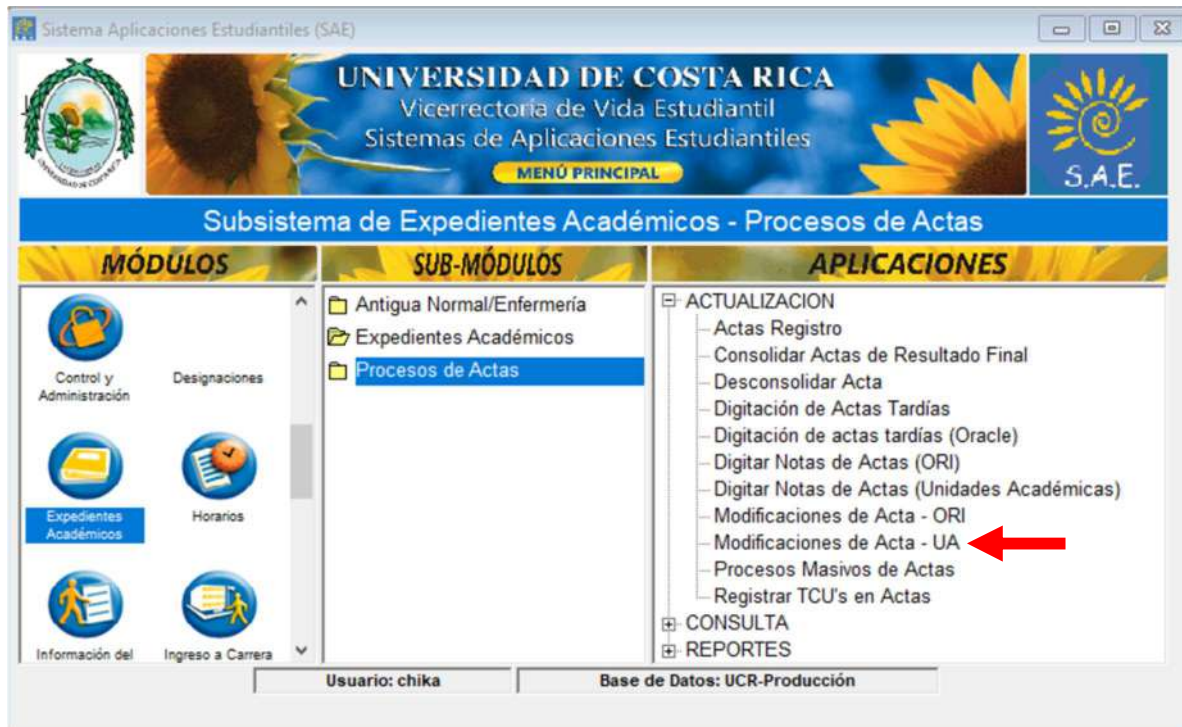 Sistema Aplicaciones Estudiantiles (SAE)
UNIVERSIDAD DE COSTA RICA
Vicerrectoría de Vida Estudiantil
Sistemas de Aplicaciones Estudiantiles
MENÚ PRINCIPAL
S.A.E.
Subsistema de Expedientes Académicos - Procesos de Actas
MÓDULOS
SUB-MÓDULOS
APLICACIONES
Control y
Administración
Designaciones
Expedientes
Académicos
Horarios
Información del
Ingreso a Carrera
Antigua Normal/Enfermería
Expedientes Académicos
Procesos de Actas
ACTUALIZACION
Actas Registro
Consolidar Actas de Resultado Final
Desconsolidar Acta
Digitación de Actas Tardías
Digitación de actas tardías (Oracle)
Digitar Notas de Actas (ORI)
Digitar Notas de Actas (Unidades Académicas)
Modificaciones de Acta - ORI
Modificaciones de Acta - UA
Procesos Masivos de Actas
Registrar TCU's en Actas
CONSULTA
REPORTES
Usuario: chika
Base de Datos: UCR-Producción